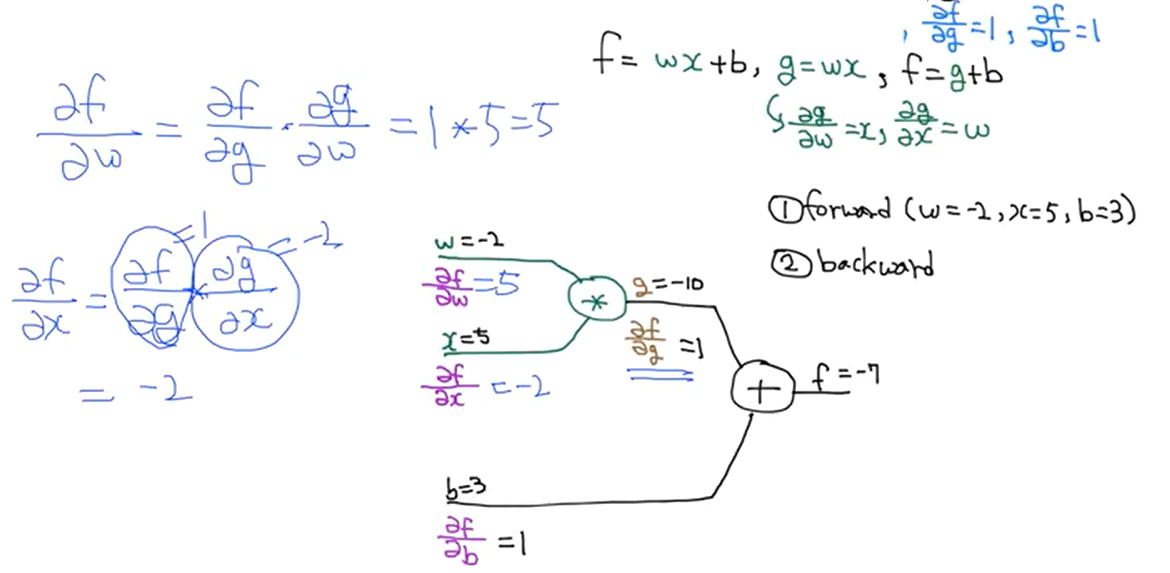 , ∂f/∂g = 1, ∂f/∂b = 1
f = wx+b, g=wx, f=g+b
∂g/∂w = x, ∂g/∂x = w
∂f/∂w = ∂f/∂g · ∂g/∂w = 1 * 5 = 5
① forward (w=-2, x=5, b=3)
② backward
=1
=-2
∂f/∂x = ∂f/∂g * ∂g/∂x
= -2
w=-2
∂f/∂w = 5
*
g=-10
x=5
∂f/∂g = 1
∂f/∂x = -2
+
f=-7
b=3
∂f/∂b = 1